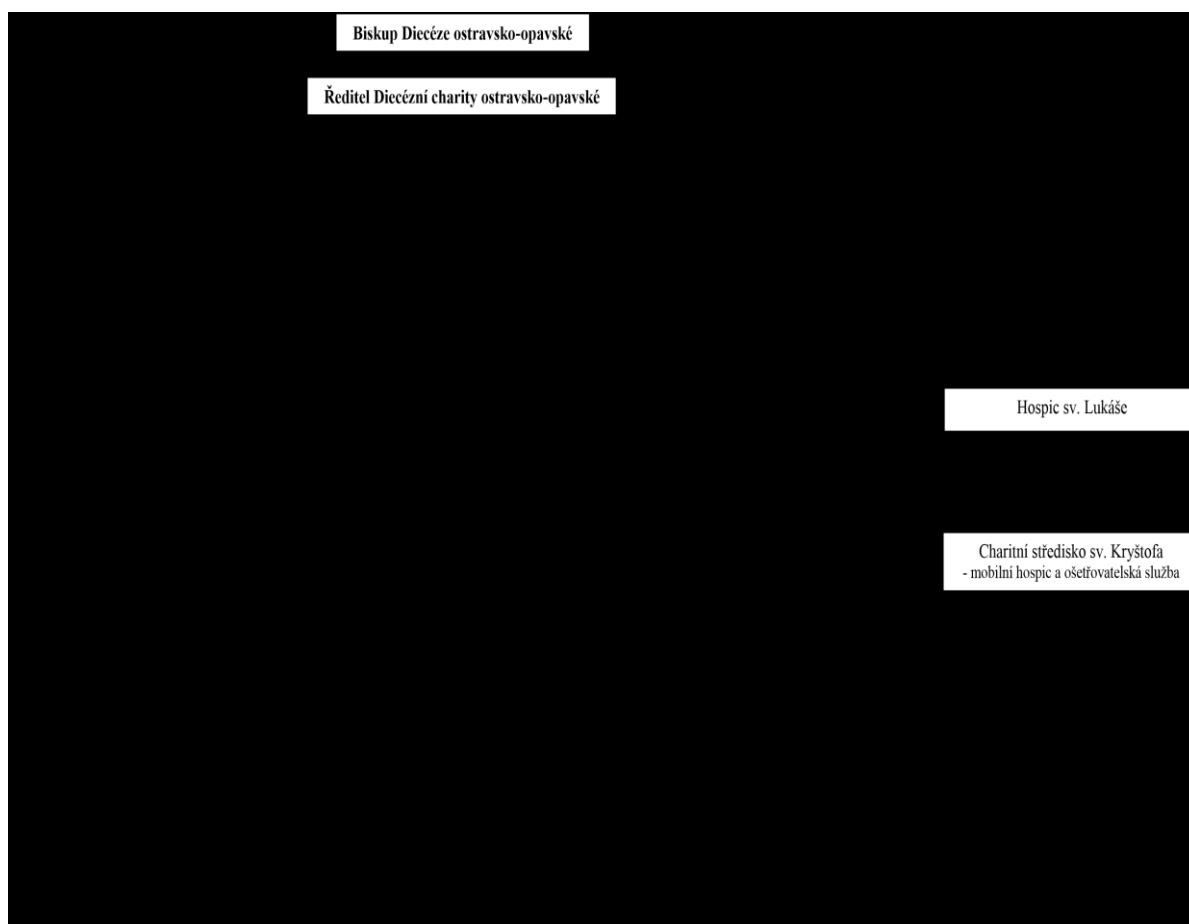 Biskup Diecéze ostravsko-opavské
Ředitel Diecézní charity ostravsko-opavské
Hospic sv. Lukáše
Charitní středisko sv. Kryštofa
- mobilní hospic a ošetřovatelská služba